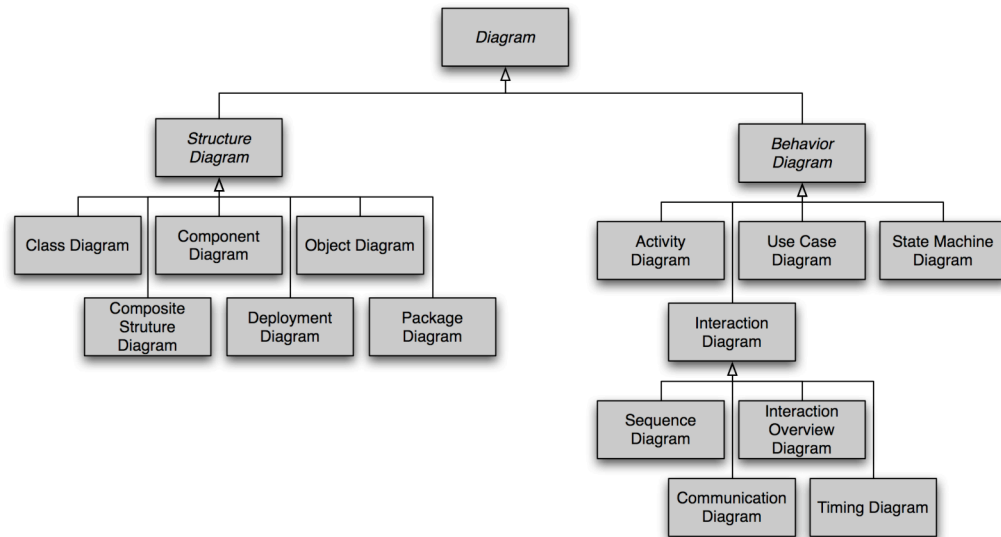 Diagram
Structure
Diagram
Behavior
Diagram
Class Diagram
Component
Diagram
Object Diagram
Activity
Diagram
Use Case
Diagram
State Machine
Diagram
Composite
Struture
Diagram
Deployment
Diagram
Package
Diagram
Interaction
Diagram
Sequence
Diagram
Interaction
Overview
Diagram
Communication
Diagram
Timing Diagram